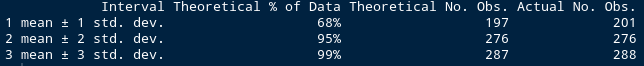 Interval Theoretical % of Data Theoretical No. Obs. Actual No. Obs.
1 mean ± 1 std. dev. 68% 197 201
2 mean ± 2 std. dev. 95% 276 276
3 mean ± 3 std. dev. 99% 287 288